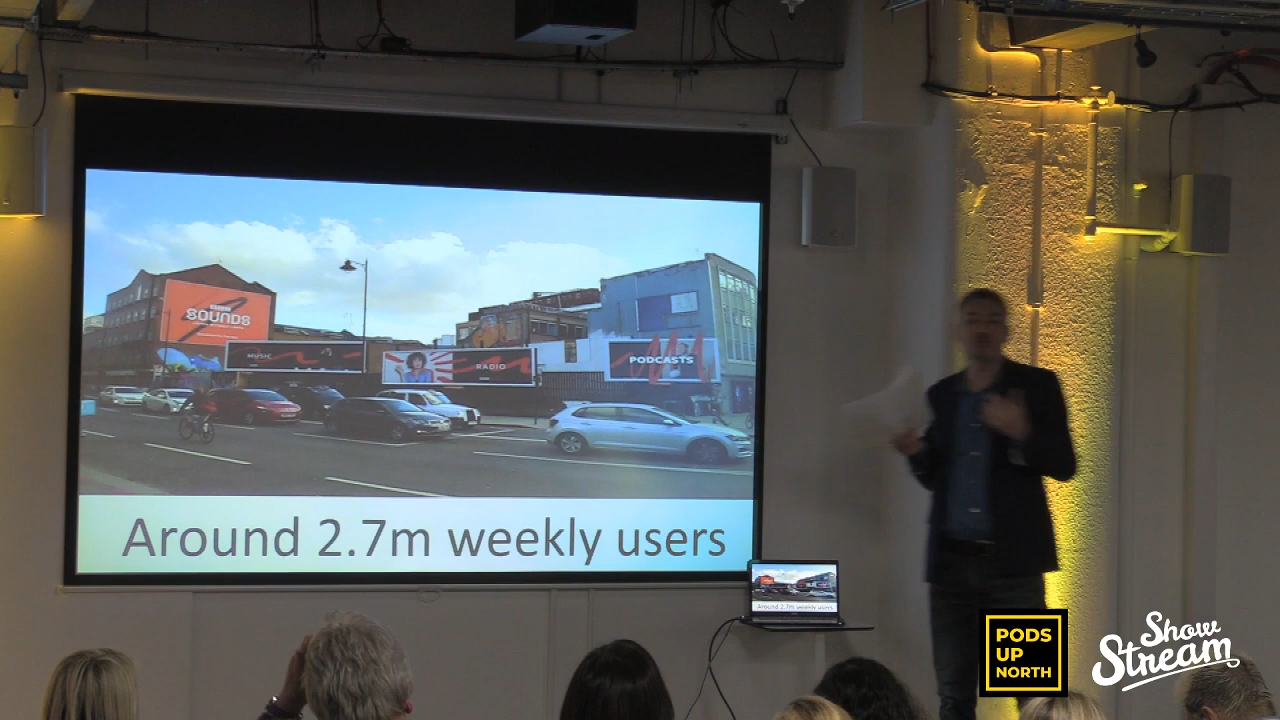 BBC
SOUNDS
MUSIC
RADIO
PODCASTS
Around 2.7m weekly users
Around 2.7m weekly users
PODS
UP
NORTH
Show
Stream